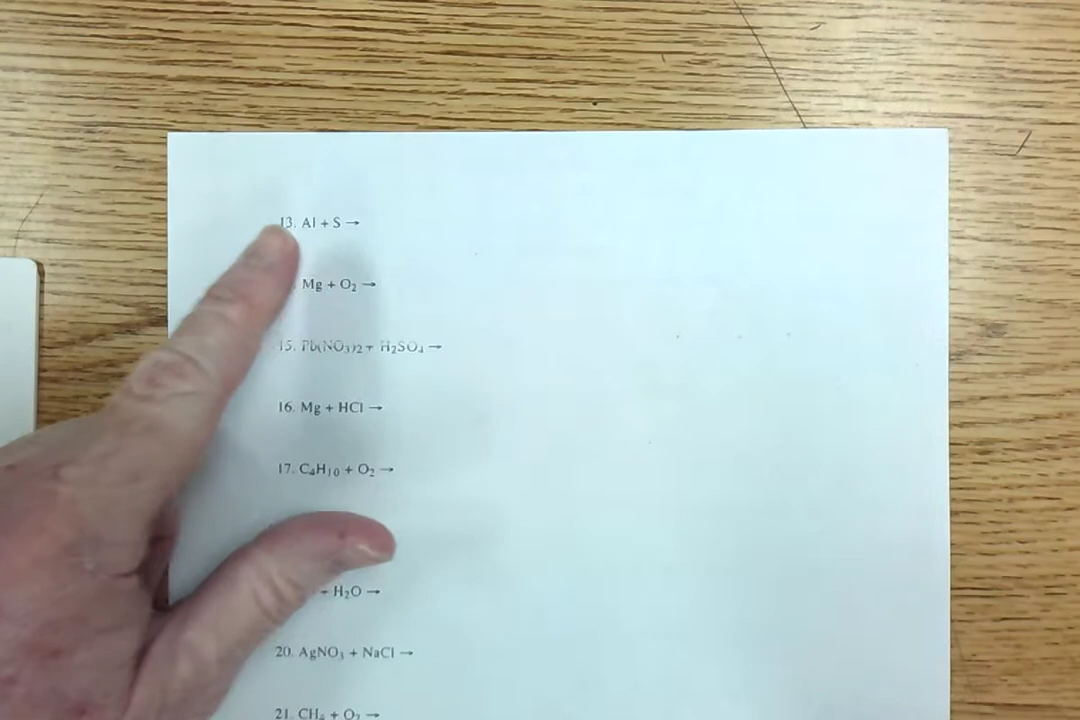 13. Al + S →
Mg + O₂ →
15. Pb(NO₃)₂ + H₂SO₄ →
16. Mg + HCl →
17. C₄H₁₀ + O₂ →
+ H₂O →
20. AgNO₃ + NaCl →
21. CH₄ + O₂ →